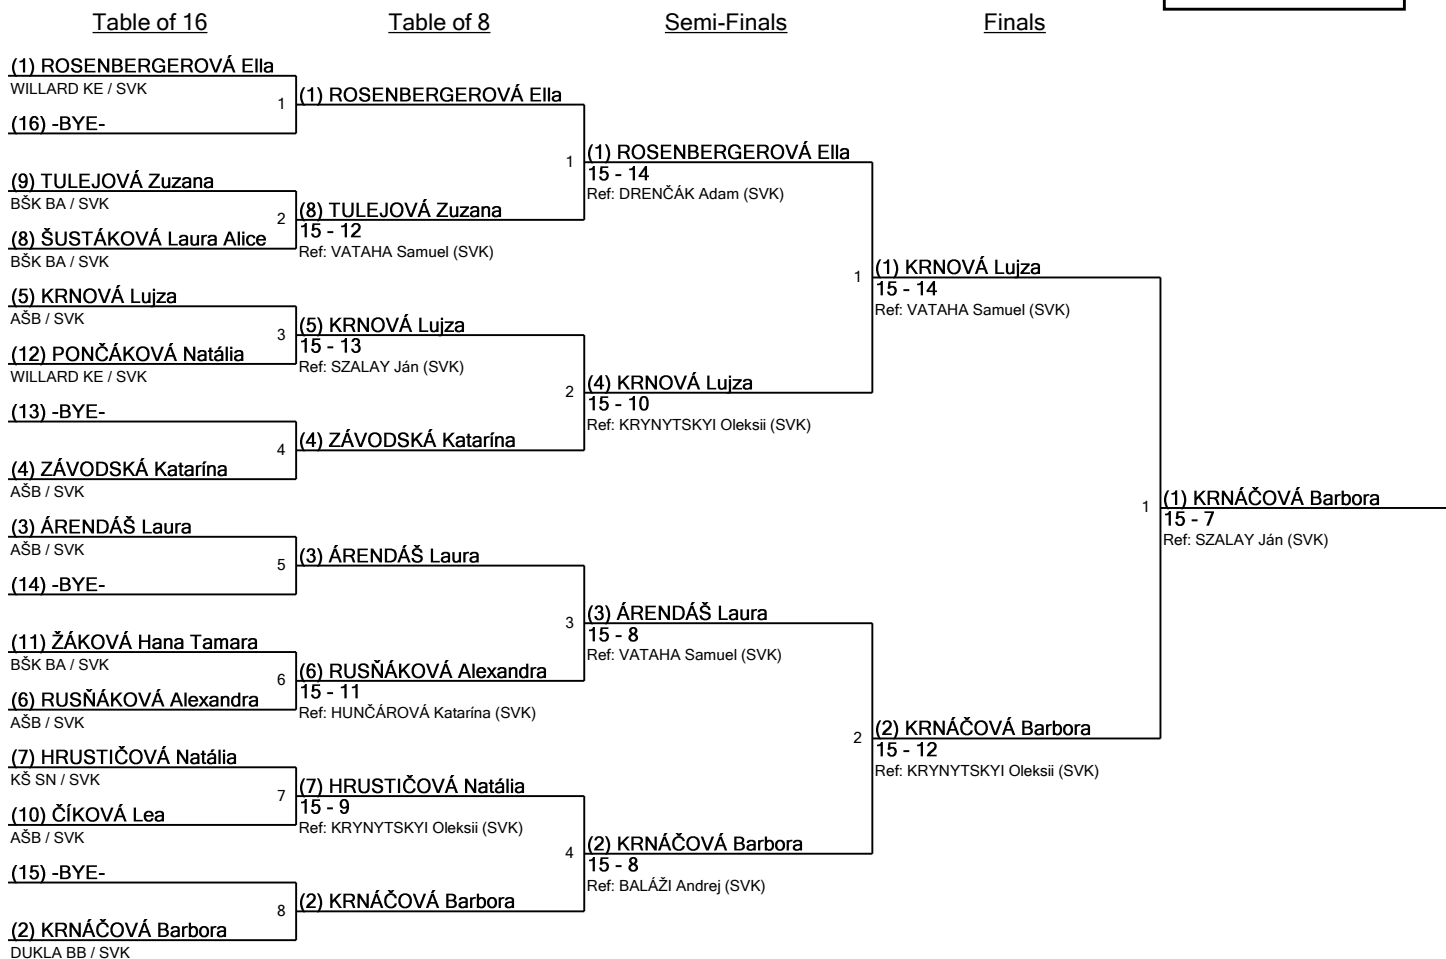 Table of 16
Table of 8
Semi-Finals
Finals
(1) ROSENBERGEROVÁ Ella
WILLARD KE / SVK
1
(16) -BYE-
(9) TULEJOVÁ Zuzana
BŠK BA / SVK
2
(8) ŠUSTÁKOVÁ Laura Alice
BŠK BA / SVK
(5) KRNOVÁ Lujza
AŠB / SVK
3
(12) PONČÁKOVÁ Natália
WILLARD KE / SVK
(13) -BYE-
4
(4) ZÁVODSKÁ Katarína
AŠB / SVK
(3) ÁRENDÁŠ Laura
AŠB / SVK
5
(14) -BYE-
(11) ŽÁKOVÁ Hana Tamara
BŠK BA / SVK
6
(6) RUSŇÁKOVÁ Alexandra
AŠB / SVK
(7) HRUSTIČOVÁ Natália
KŠ SN / SVK
7
(10) ČÍKOVÁ Lea
AŠB / SVK
(15) -BYE-
8
(2) KRNÁČOVÁ Barbora
DUKLA BB / SVK
(1) ROSENBERGEROVÁ Ella
1
(8) TULEJOVÁ Zuzana
15 - 12
Ref: VATAHA Samuel (SVK)
(5) KRNOVÁ Lujza
15 - 13
Ref: SZALAY Ján (SVK)
2
(4) ZÁVODSKÁ Katarína
(3) ÁRENDÁŠ Laura
3
(6) RUSŇÁKOVÁ Alexandra
15 - 11
Ref: HUNČÁROVÁ Katarína (SVK)
(7) HRUSTIČOVÁ Natália
15 - 9
Ref: KRYNYTSKYI Oleksii (SVK)
4
(2) KRNÁČOVÁ Barbora
(1) ROSENBERGEROVÁ Ella
15 - 14
Ref: DRENČÁK Adam (SVK)
1
(4) KRNOVÁ Lujza
15 - 10
Ref: KRYNYTSKYI Oleksii (SVK)
(3) ÁRENDÁŠ Laura
15 - 8
Ref: VATAHA Samuel (SVK)
2
(2) KRNÁČOVÁ Barbora
15 - 8
Ref: BALÁŽI Andrej (SVK)
(1) KRNOVÁ Lujza
15 - 14
Ref: VATAHA Samuel (SVK)
1
(2) KRNÁČOVÁ Barbora
15 - 12
Ref: KRYNYTSKYI Oleksii (SVK)
(1) KRNÁČOVÁ Barbora
15 - 7
Ref: SZALAY Ján (SVK)